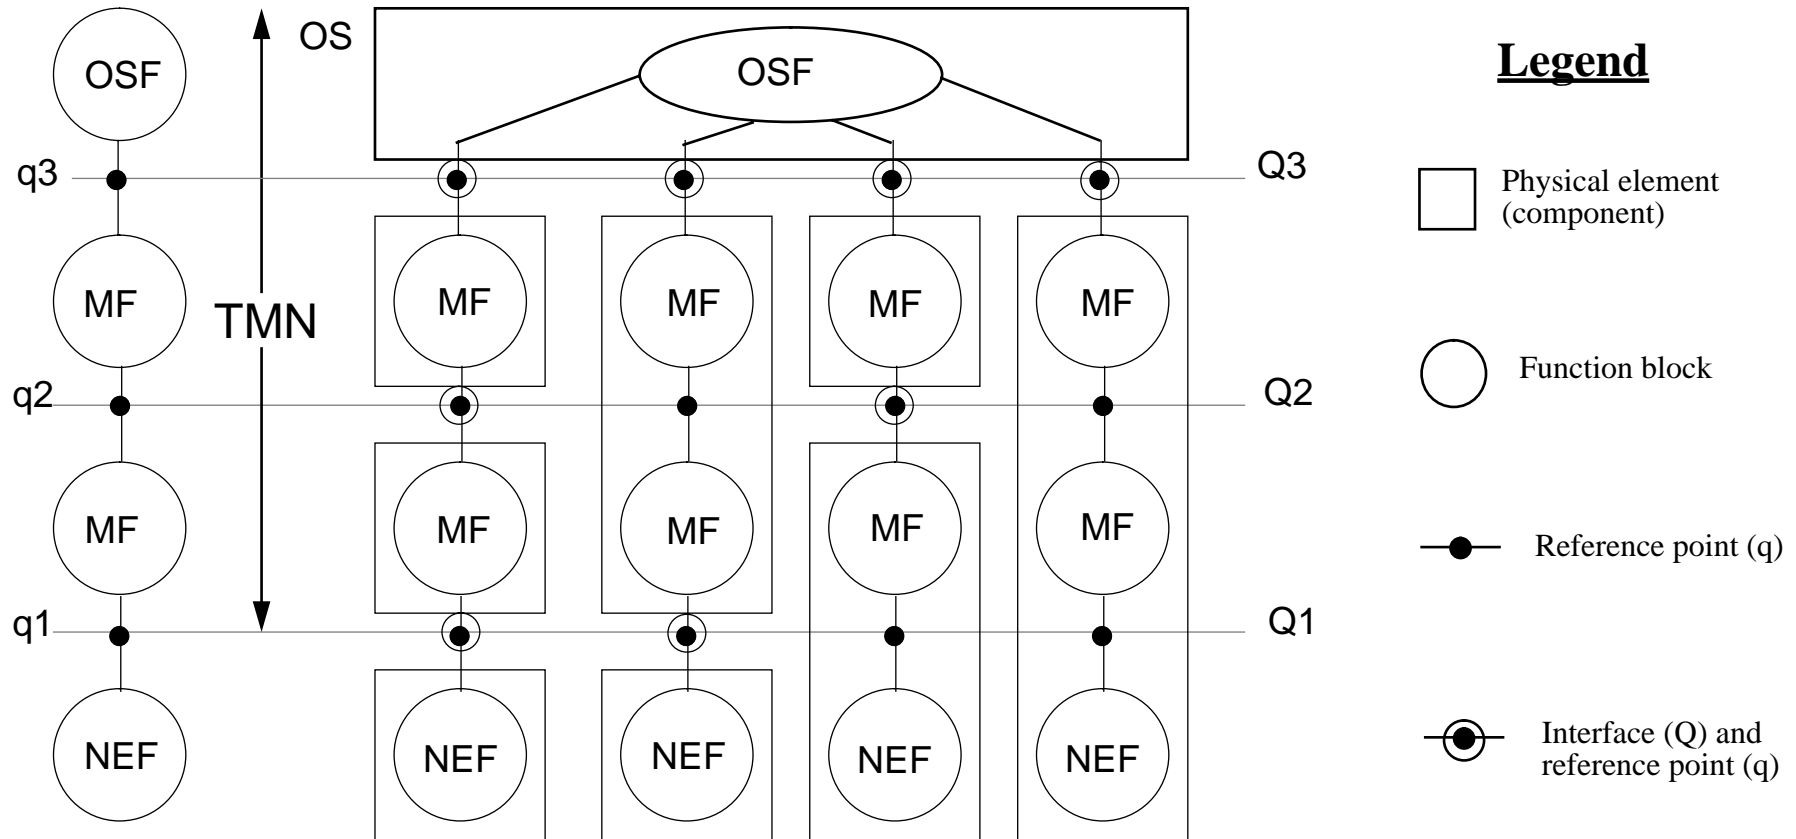 OSF
OS
OSF
Legend
q3
Q3
Physical element
(component)
MF
TMN
MF
MF
MF
MF
Function block
q2
Q2
MF
MF
MF
MF
MF
Reference point (q)
q1
Q1
NEF
NEF
NEF
NEF
NEF
Interface (Q) and
reference point (q)